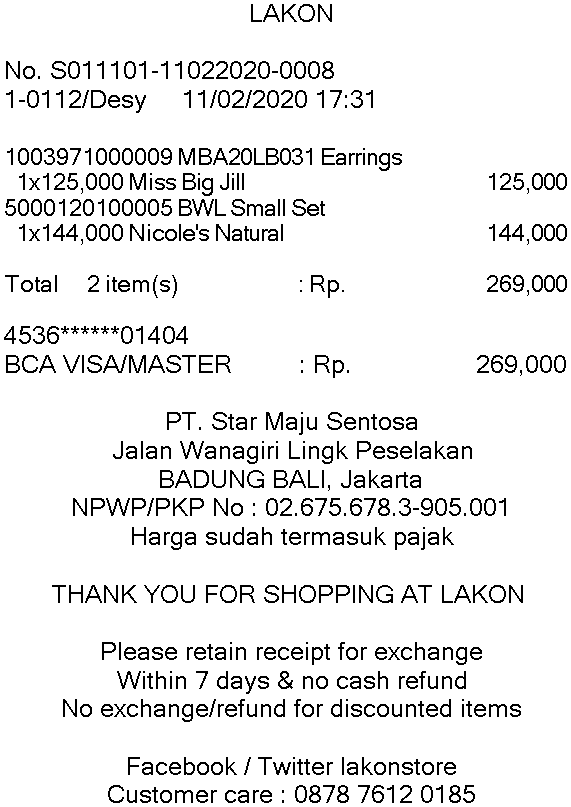 LAKON
No. S011101-11022020-0008
1-0112/Desy 11/02/2020 17:31
1003971000009 MBA20LB031 Earrings
1x125,000 Miss Big Jill 125,000
5000120100005 BWL Small Set
1x144,000 Nicole's Natural 144,000
Total 2 item(s) : Rp. 269,000
4536******01404
BCA VISA/MASTER : Rp. 269,000
PT. Star Maju Sentosa
Jalan Wanagiri Lingk Peselakan
BADUNG BALI, Jakarta
NPWP/PKP No : 02.675.678.3-905.001
Harga sudah termasuk pajak
THANK YOU FOR SHOPPING AT LAKON
Please retain receipt for exchange
Within 7 days & no cash refund
No exchange/refund for discounted items
Facebook / Twitter lakonstore
Customer care : 0878 7612 0185